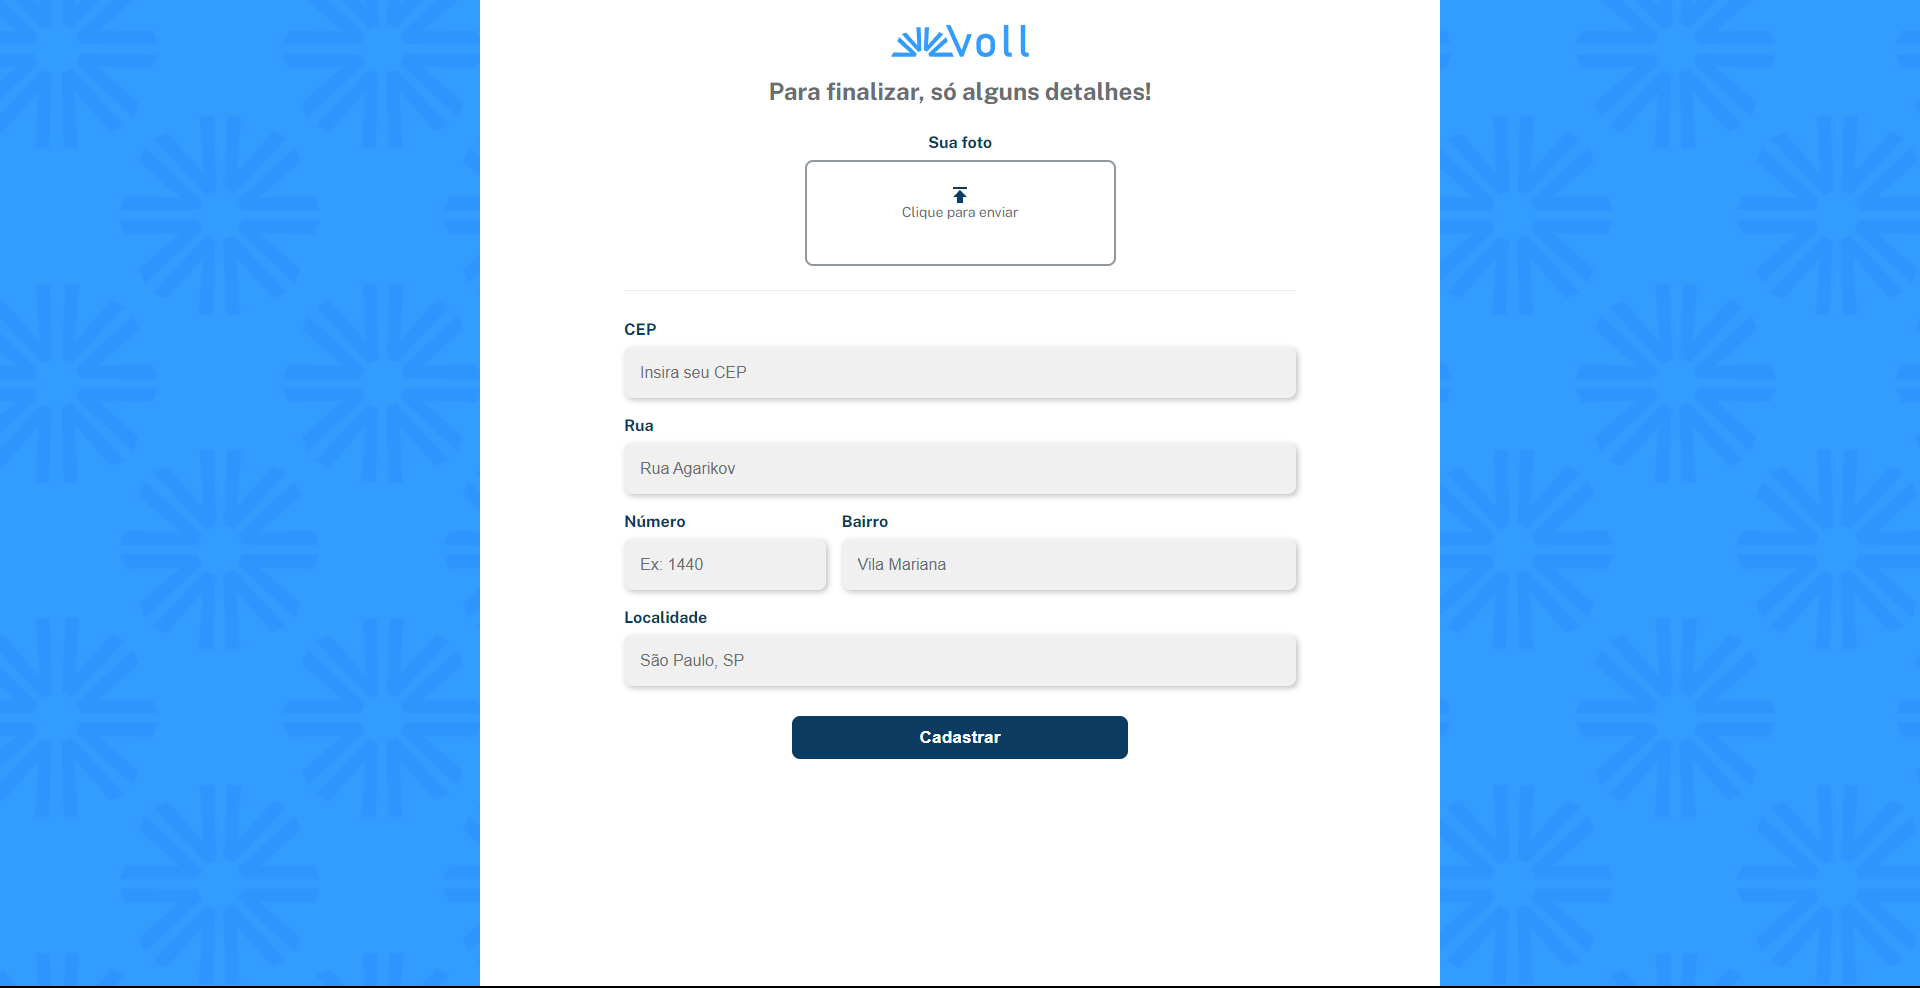 Voll
Para finalizar, só alguns detalhes!
Sua foto
Clique para enviar
CEP
Insira seu CEP
Rua
Rua Agarikov
Número
Bairro
Ex: 1440
Vila Mariana
Localidade
São Paulo, SP
Cadastrar